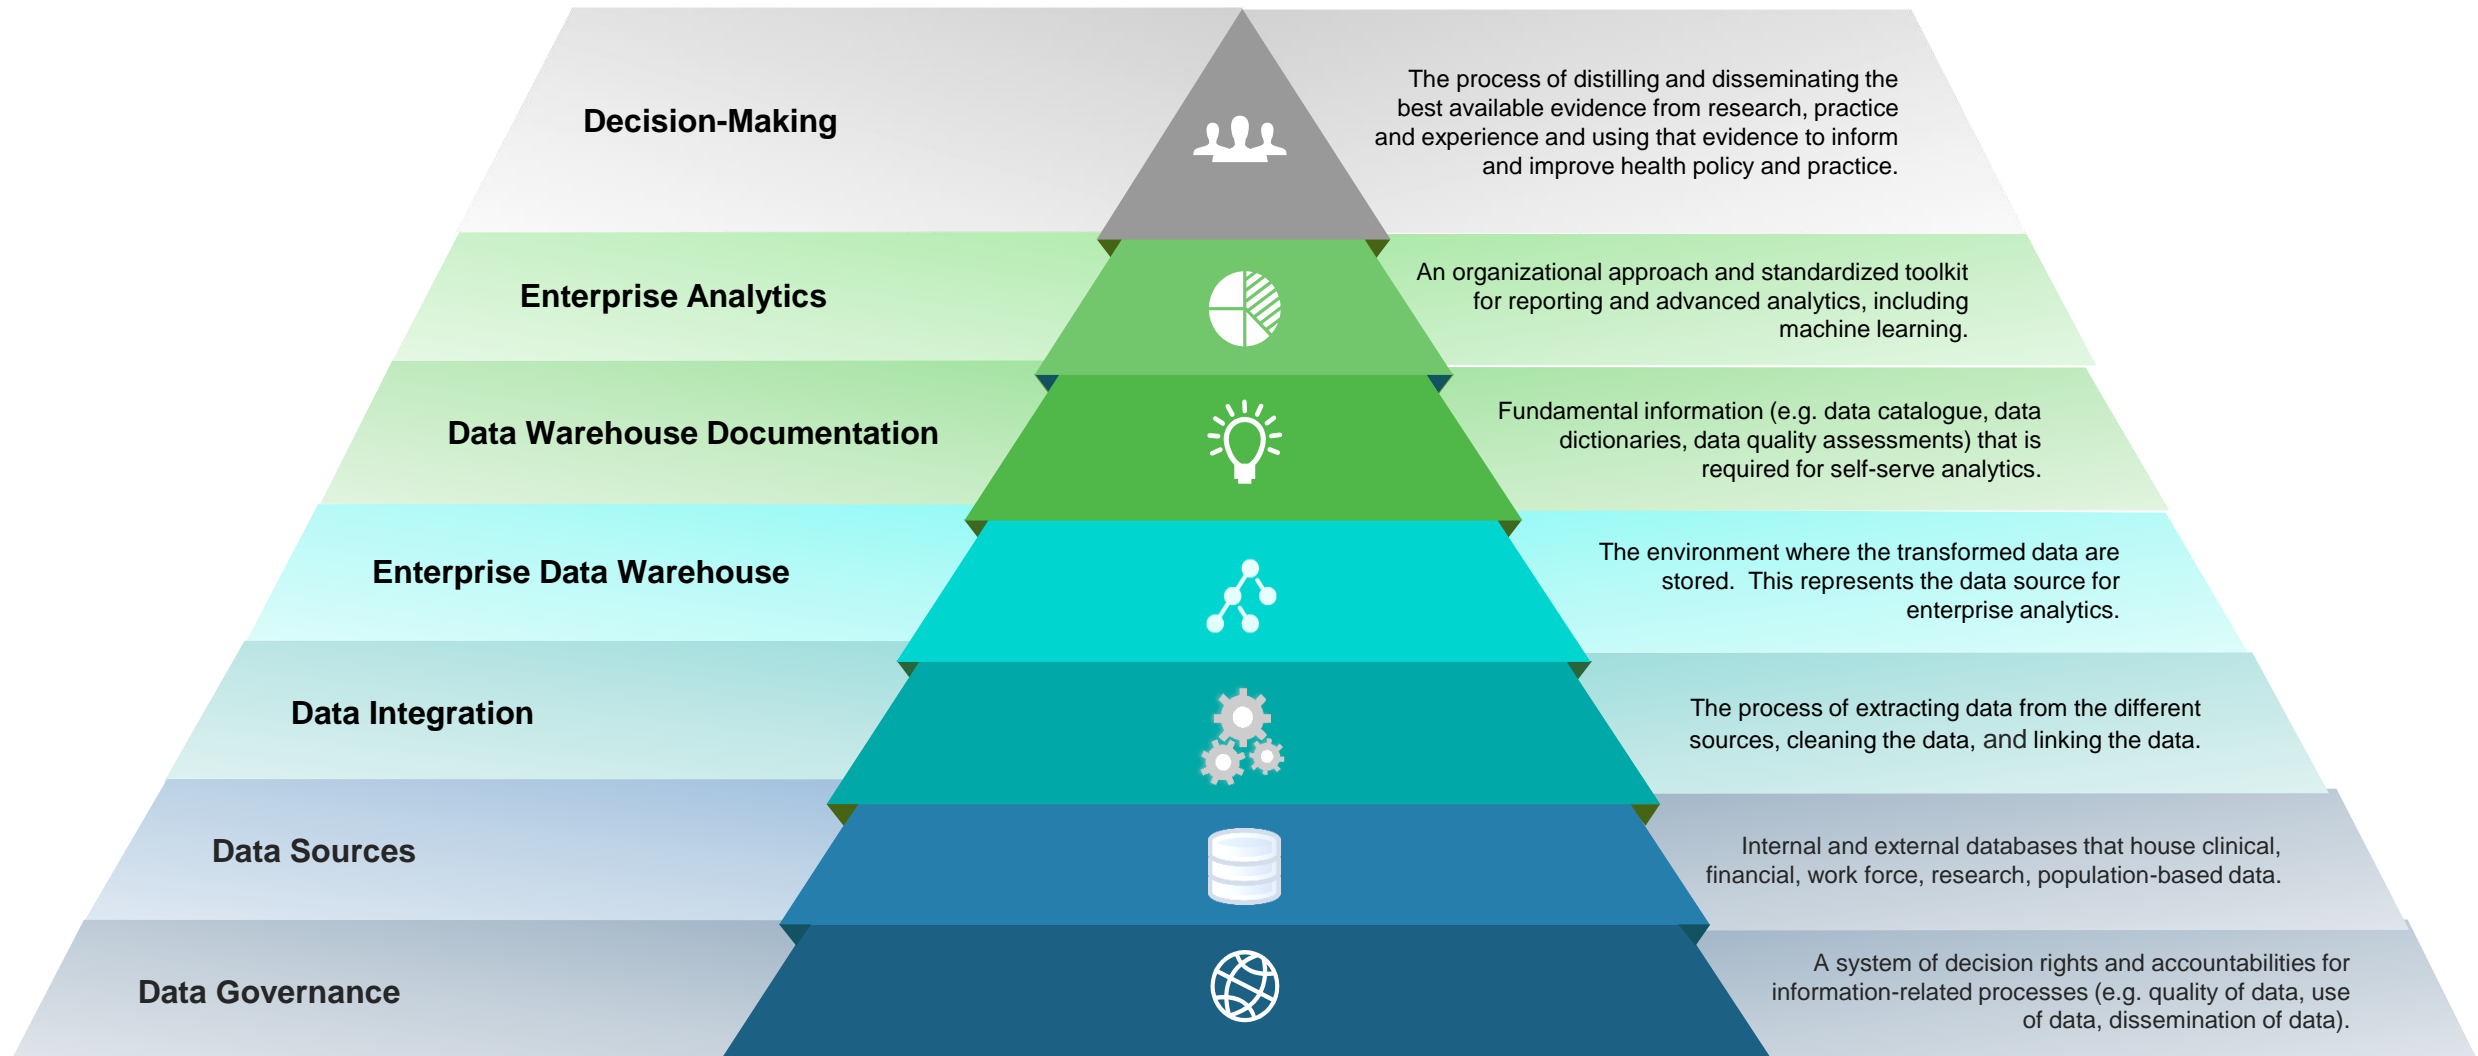 Decision-Making
The process of distilling and disseminating the
best available evidence from research, practice
and experience and using that evidence to inform
and improve health policy and practice.
Enterprise Analytics
An organizational approach and standardized toolkit
for reporting and advanced analytics, including
machine learning.
Data Warehouse Documentation
Fundamental information (e.g. data catalogue, data
dictionaries, data quality assessments) that is
required for self-serve analytics.
Enterprise Data Warehouse
The environment where the transformed data are
stored.  This represents the data source for
enterprise analytics.
Data Integration
The process of extracting data from the different
sources, cleaning the data, and linking the data.
Data Sources
Internal and external databases that house clinical,
financial, work force, research, population-based data.
Data Governance
A system of decision rights and accountabilities for
information-related processes (e.g. quality of data, use
of data, dissemination of data).